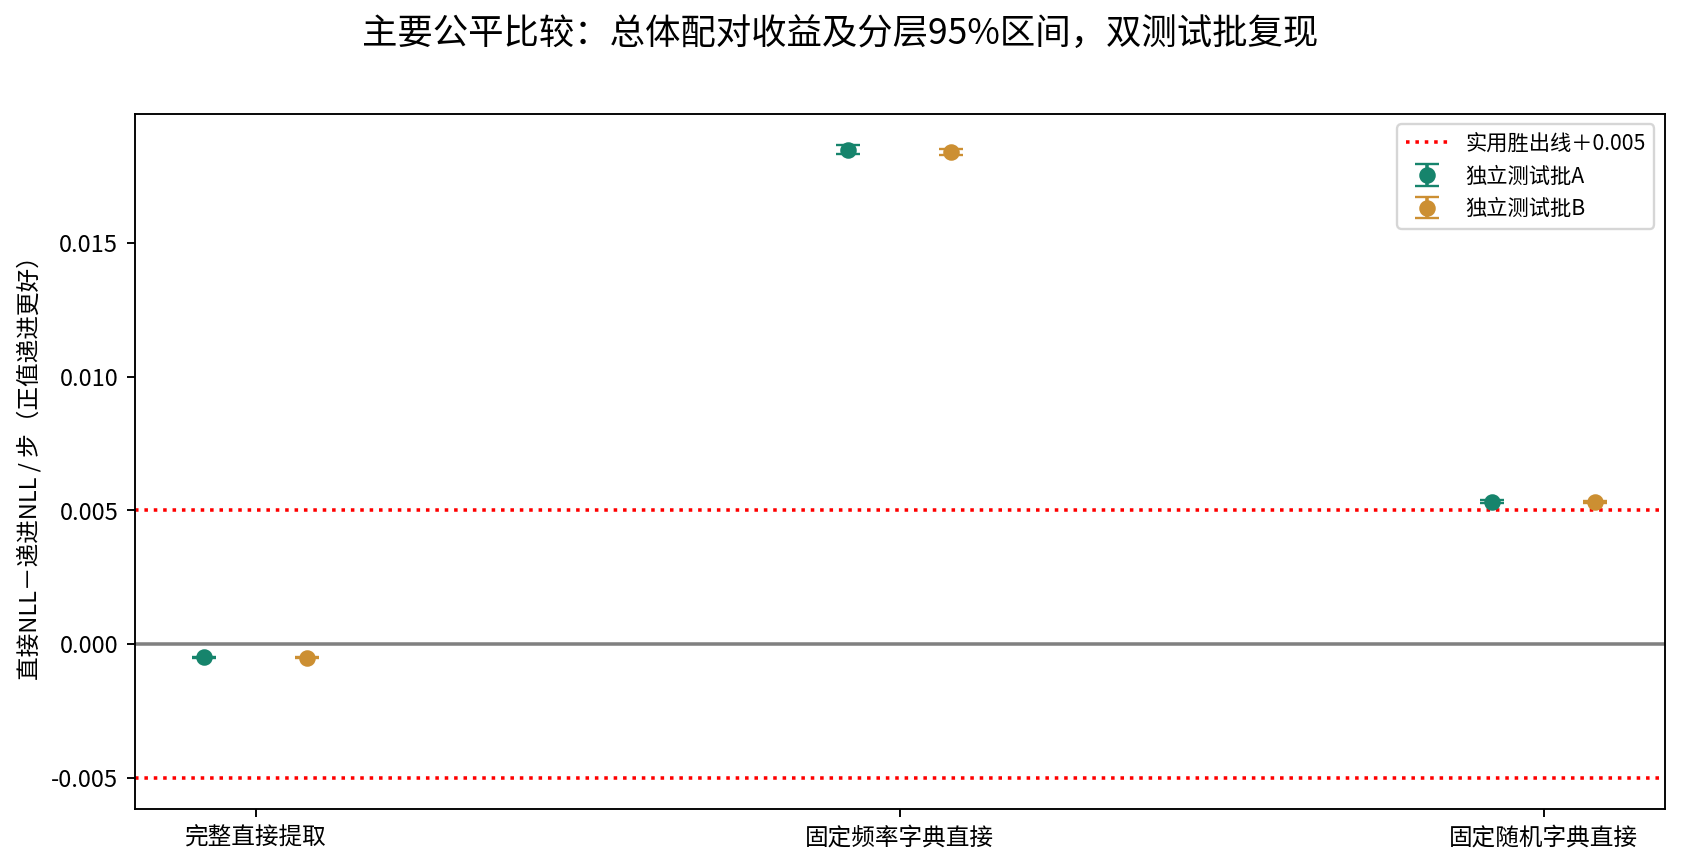 主要公平比较：总体配对收益及分层95%区间，双测试批复现
直接NLL－递进NLL / 步（正值递进更好）
0.015
0.010
0.005
0.000
-0.005
实用胜出线＋0.005
独立测试批A
独立测试批B
完整直接提取
固定频率字典直接
固定随机字典直接